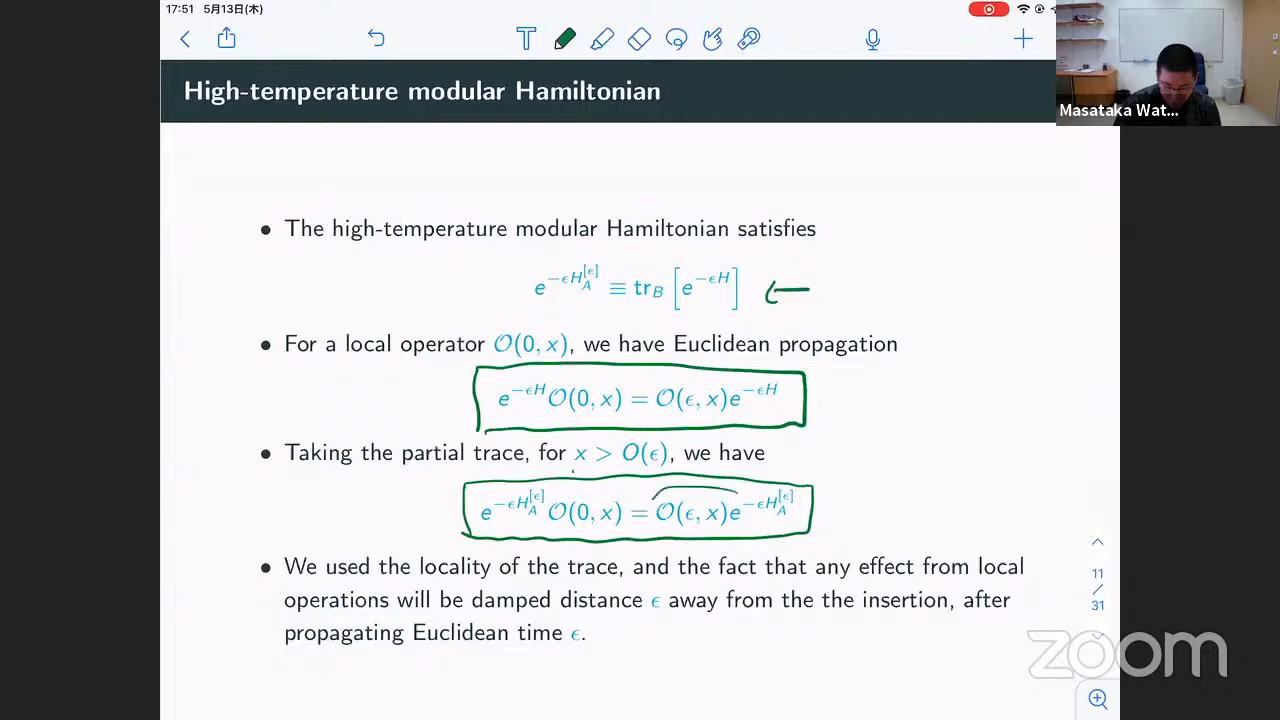 17:51 5月13日(木)
High-temperature modular Hamiltonian
Masataka Wat...
• The high-temperature modular Hamiltonian satisfies
e^{-ϵH_A^{[ϵ]}} ≡ tr_B [e^{-ϵH}]
• For a local operator O(0, x), we have Euclidean propagation
e^{-ϵH}O(0, x) = O(ϵ, x)e^{-ϵH}
• Taking the partial trace, for x > O(ϵ), we have
e^{-ϵH_A^{[ϵ]}}O(0, x) = O(ϵ, x)e^{-ϵH_A^{[ϵ]}}
• We used the locality of the trace, and the fact that any effect from local
operations will be damped distance ϵ away from the the insertion, after
propagating Euclidean time ϵ.
11
/
31
zoom